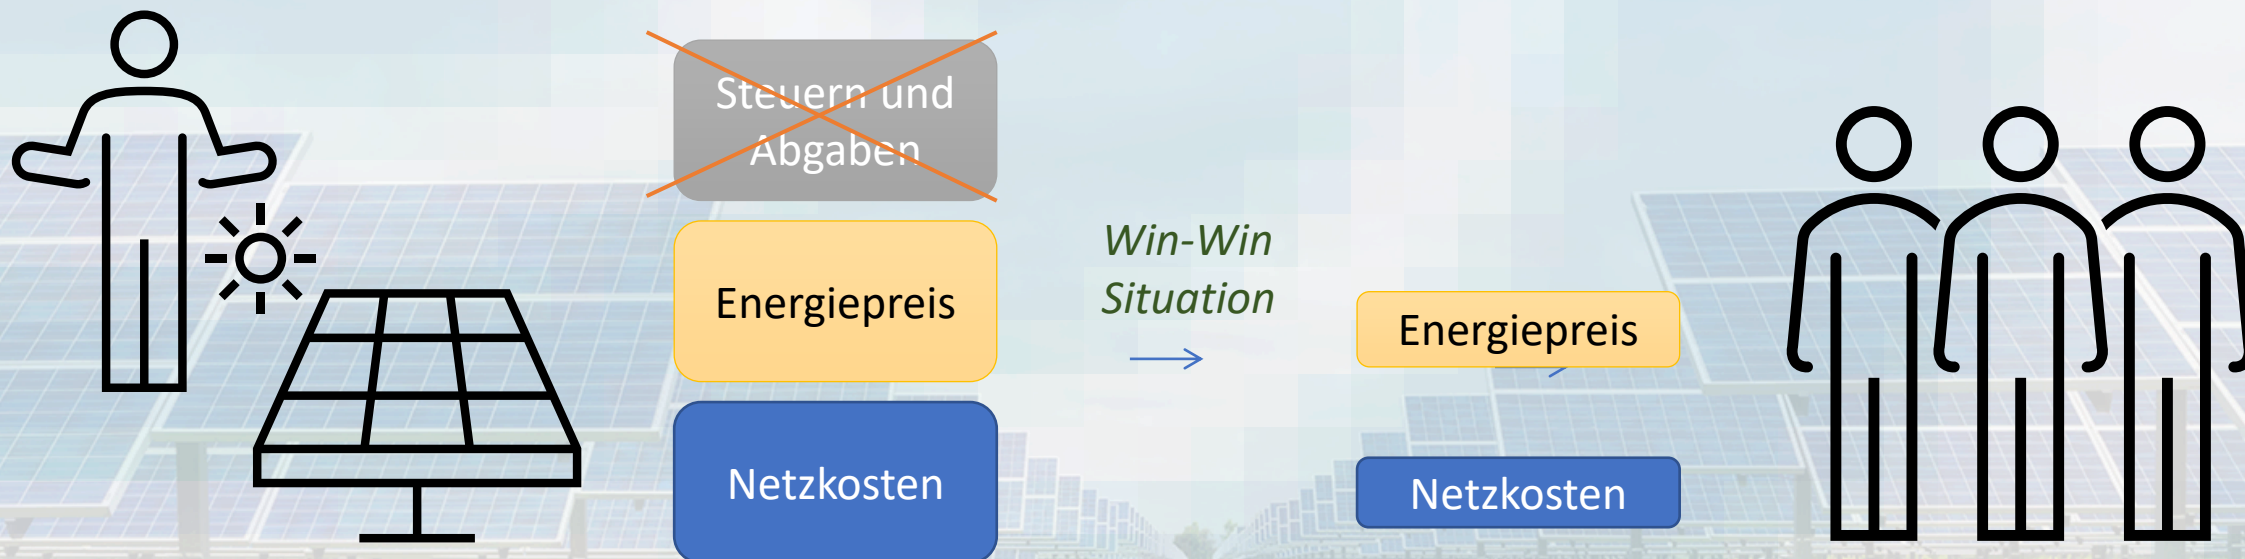 Steuern und
Abgaben
Energiepreis
Netzkosten
Win-Win
Situation
Energiepreis
Netzkosten